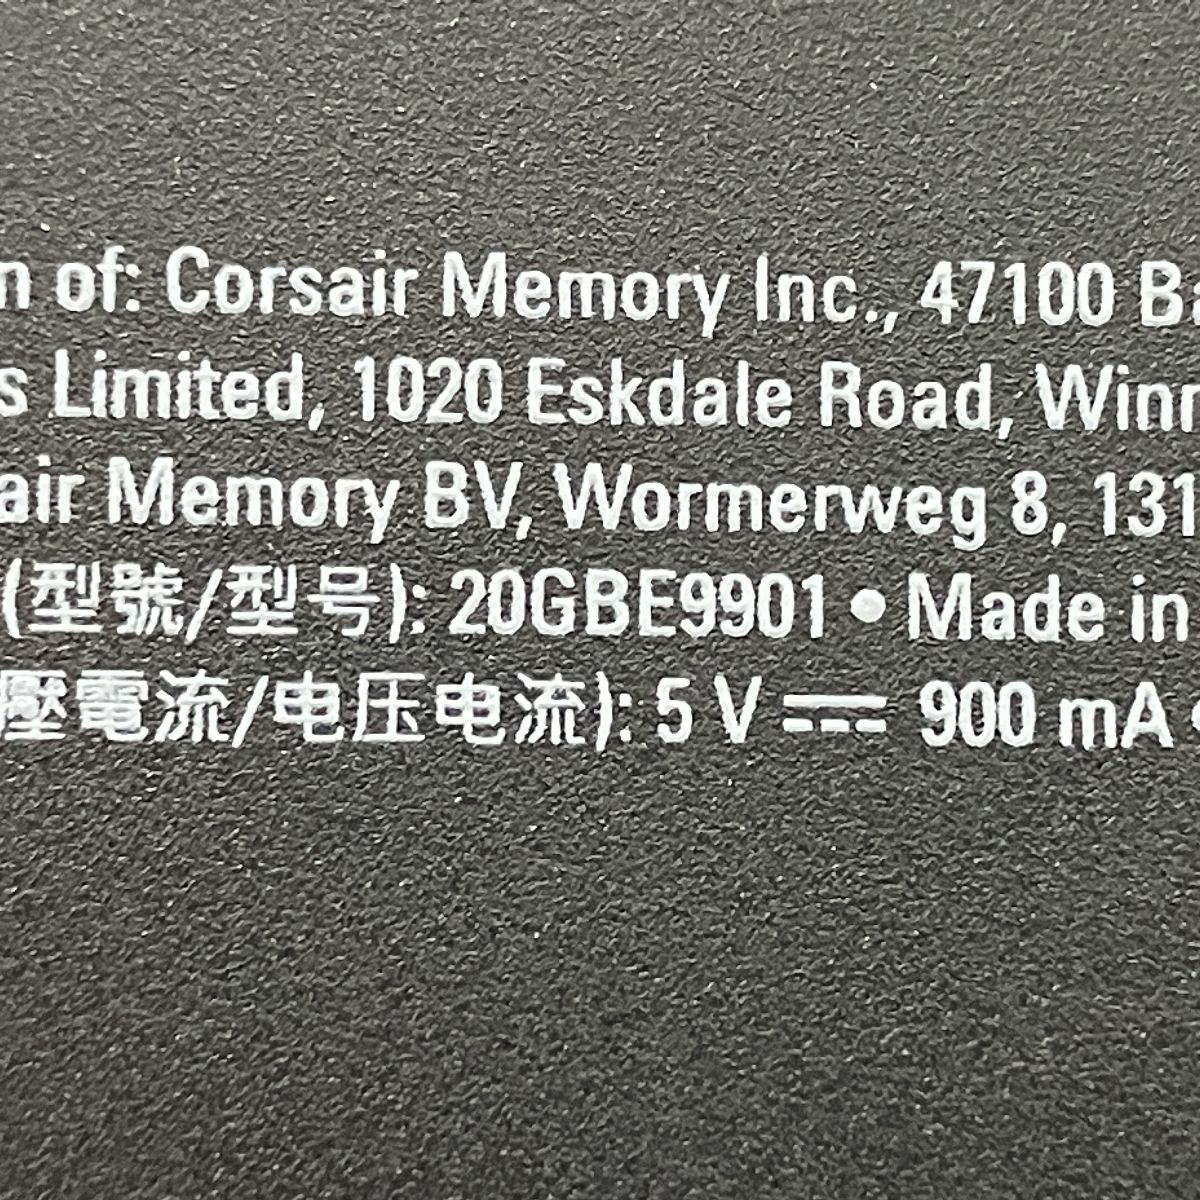 n of: Corsair Memory Inc., 47100 Ba
s Limited, 1020 Eskdale Road, Winn
air Memory BV, Wormerweg 8, 131
(型號/型号): 20GBE9901 • Made in
壓電流/电压电流): 5 V ⎓ 900 mA